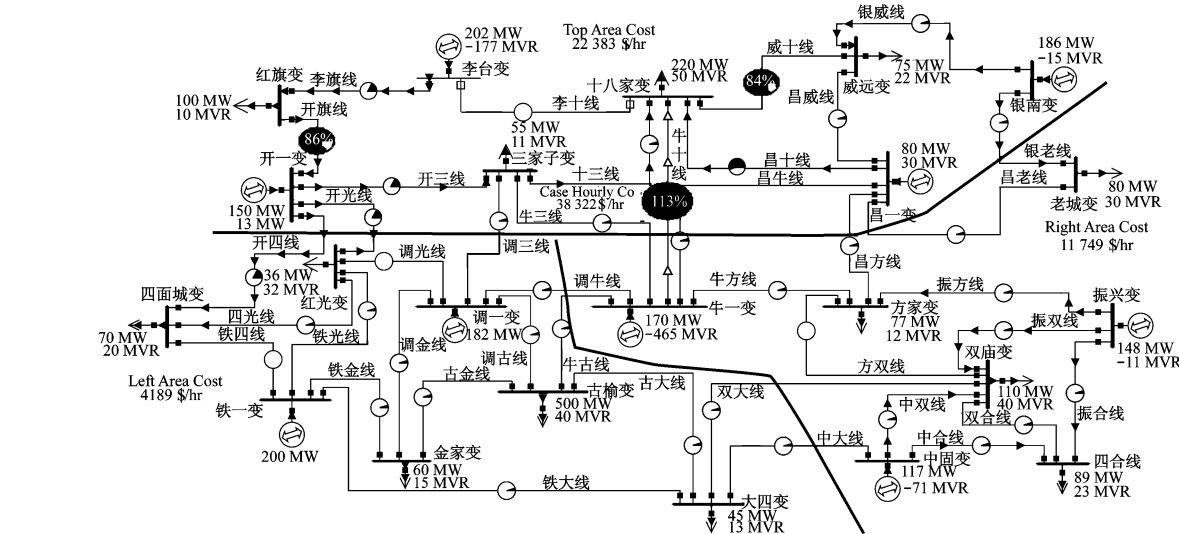 202 MW
-177 MVR
李台变
Top Area Cost
22 383 $/hr
银威线
威十线
75 MW
22 MVR
威远变
昌威线
186 MW
-15 MVR
银南变
红旗变
李旗线
100 MW
10 MVR
开旗线
86%
李十线
十八家变
220 MW
50 MVR
84%
55 MW
11 MVR
三家子变
牛十线
昌十线
80 MW
30 MVR
昌一变
银老线
昌老线
80 MW
30 MVR
老城变
开一变
150 MW
13 MW
开光线
开三线
十三线
昌牛线
Case Hourly Co
38 322$/hr
113%
牛三线
Right Area Cost
11 749 $/hr
开四线
36 MW
32 MVR
红光变
调光线
调三线
昌方线
四面城变
70 MW
20 MVR
四光线
铁四线
铁光线
调一变
182 MW
调金线
调古线
调牛线
牛一变
170 MW
-465 MVR
牛方线
方家变
77 MW
12 MVR
振方线
振兴变
148 MW
-11 MVR
振双线
双庙变
110 MW
40 MVR
方双线
Left Area Cost
4189 $/hr
铁一变
200 MW
铁金线
古金线
牛古线
古榆变
500 MW
40 MVR
古大线
双大线
中双线
双合线
振合线
金家变
60 MW
15 MVR
铁大线
中大线
中合线
中固变
117 MW
-71 MVR
四合线
89 MW
23 MVR
大四变
45 MW
13 MVR